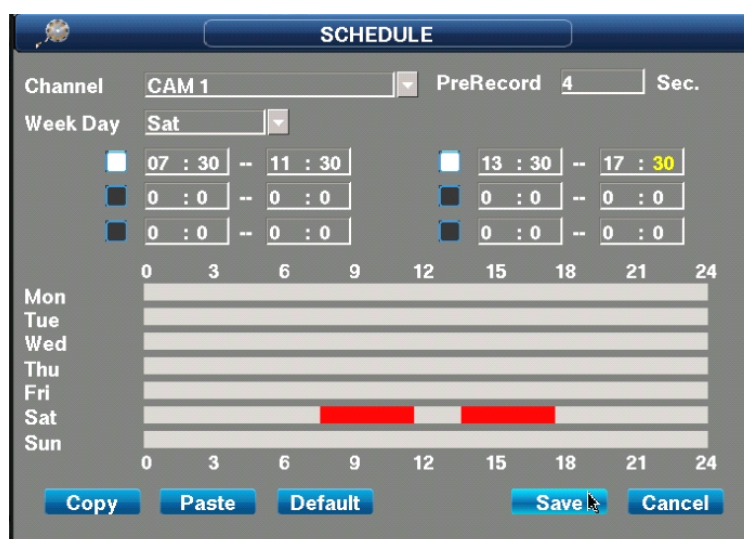 SCHEDULE
Channel CAM 1 PreRecord 4 Sec.
Week Day Sat
07 : 30 -- 11 : 30 13 : 30 -- 17 : 30
0 : 0 -- 0 : 0 0 : 0 -- 0 : 0
0 : 0 -- 0 : 0 0 : 0 -- 0 : 0
0 3 6 9 12 15 18 21 24
Mon
Tue
Wed
Thu
Fri
Sat
Sun
0 3 6 9 12 15 18 21 24
Copy Paste Default Save Cancel